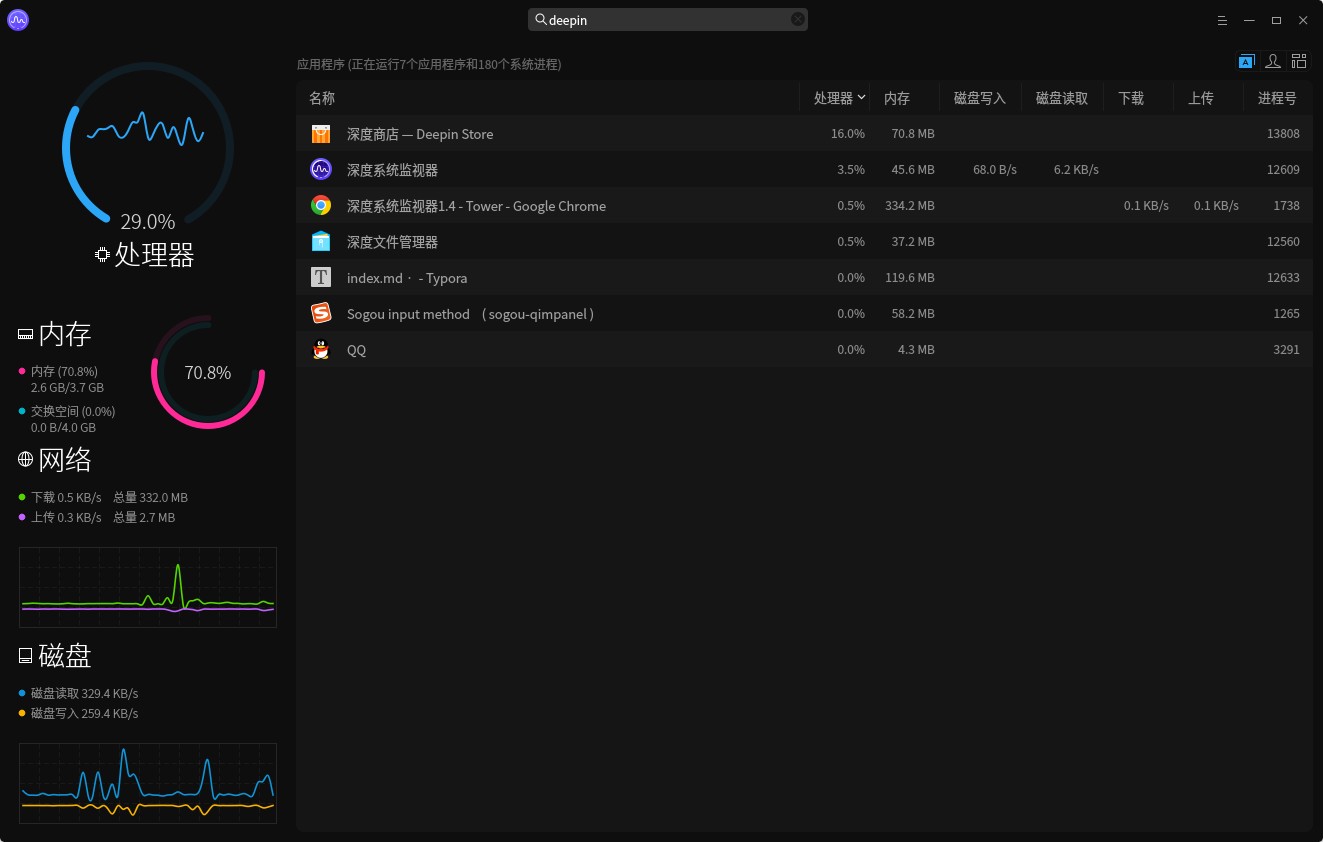 deepin
应用程序 (正在运行7个应用程序和180个系统进程)
名称 处理器 内存 磁盘写入 磁盘读取 下载 上传 进程号
深度商店 — Deepin Store 16.0% 70.8 MB 13808
深度系统监视器 3.5% 45.6 MB 68.0 B/s 6.2 KB/s 12609
深度系统监视器1.4 - Tower - Google Chrome 0.5% 334.2 MB 0.1 KB/s 0.1 KB/s 1738
深度文件管理器 0.5% 37.2 MB 12560
index.md · - Typora 0.0% 119.6 MB 12633
Sogou input method ( sogou-qimpanel ) 0.0% 58.2 MB 1265
QQ 0.0% 4.3 MB 3291
29.0%
处理器
内存
内存 (70.8%)
2.6 GB/3.7 GB
交换空间 (0.0%)
0.0 B/4.0 GB
70.8%
网络
下载 0.5 KB/s 总量 332.0 MB
上传 0.3 KB/s 总量 2.7 MB
磁盘
磁盘读取 329.4 KB/s
磁盘写入 259.4 KB/s